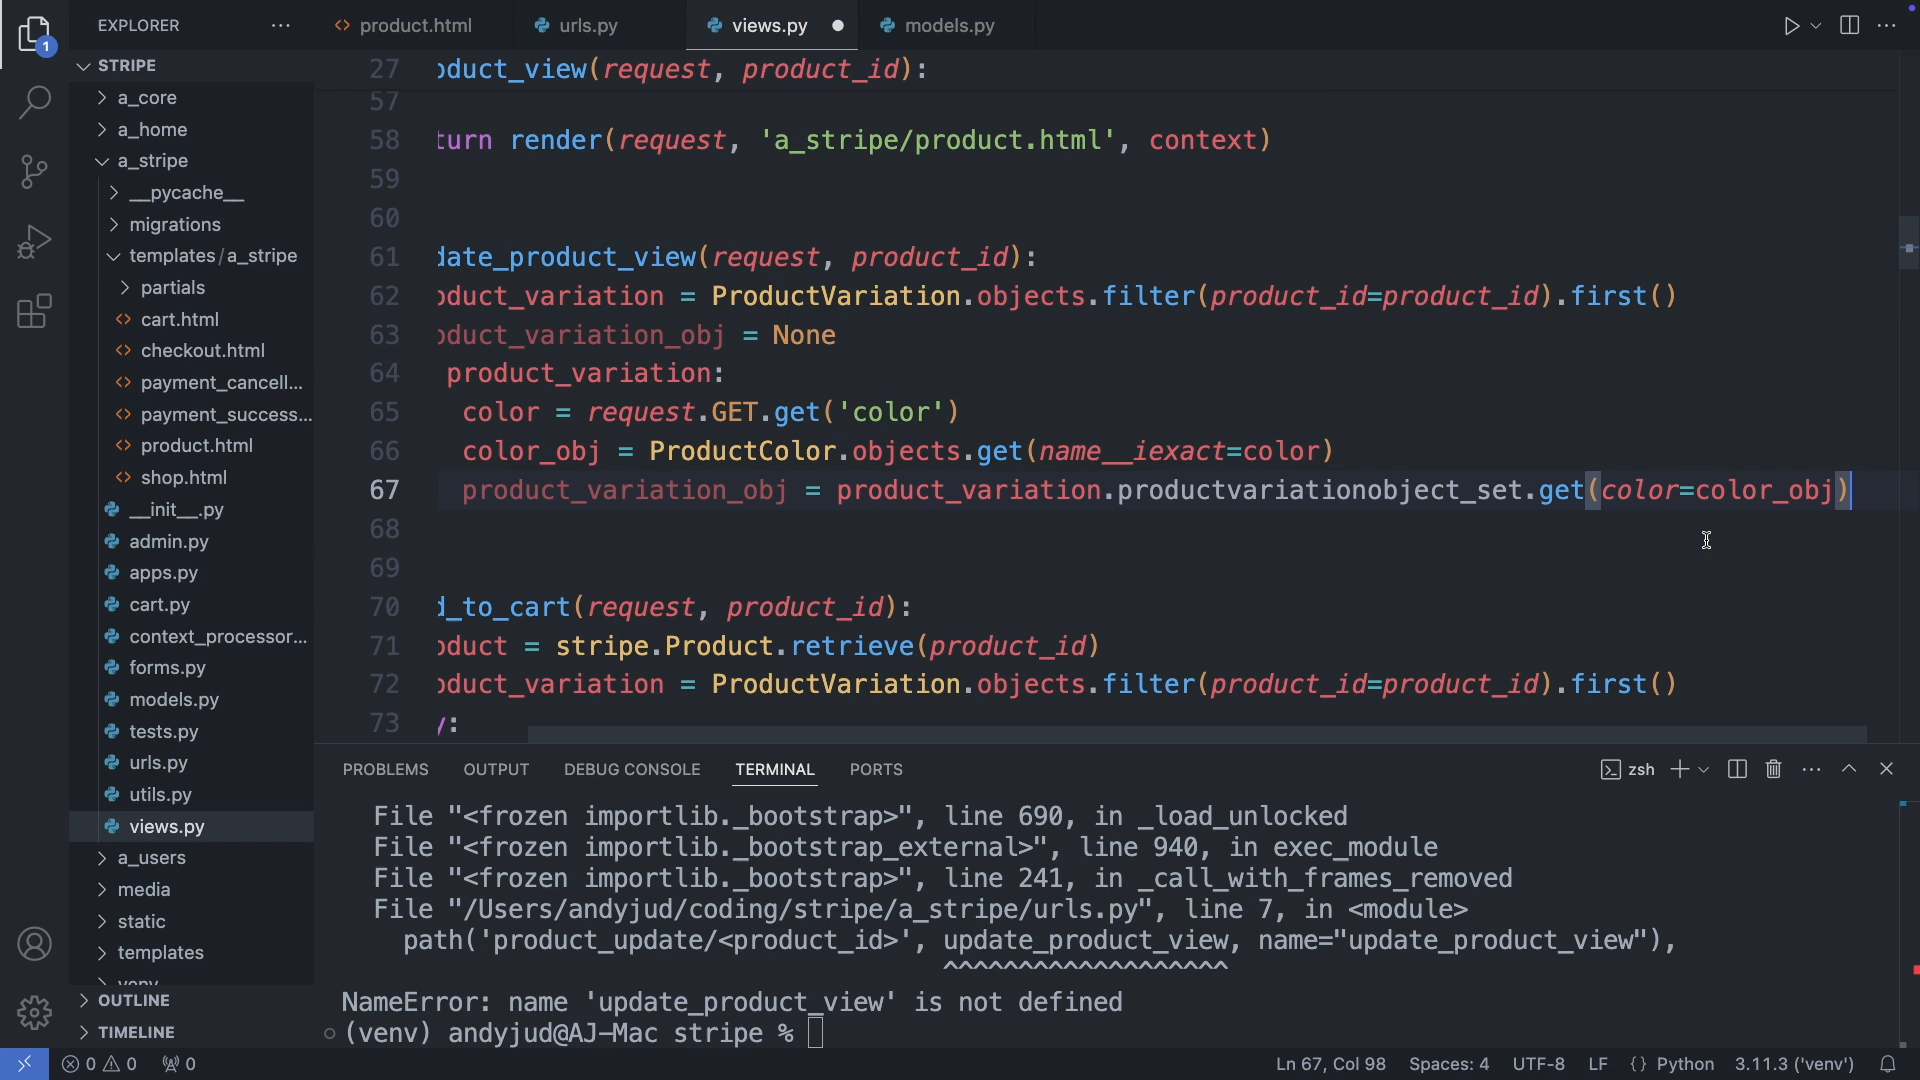 EXPLORER
product.html
urls.py
views.py
models.py
1
STRIPE
a_core
a_home
a_stripe
__pycache__
migrations
templates/a_stripe
partials
cart.html
checkout.html
payment_cancell...
payment_success...
product.html
shop.html
__init__.py
admin.py
apps.py
cart.py
context_processor...
forms.py
models.py
tests.py
urls.py
utils.py
views.py
a_users
media
static
templates
venv
OUTLINE
TIMELINE
27 oduct_view(request, product_id):
57
58 turn render(request, 'a_stripe/product.html', context)
59
60
61 date_product_view(request, product_id):
62 oduct_variation = ProductVariation.objects.filter(product_id=product_id).first()
63 oduct_variation_obj = None
64 product_variation:
65 color = request.GET.get('color')
66 color_obj = ProductColor.objects.get(name__iexact=color)
67 product_variation_obj = product_variation.productvariationobject_set.get(color=color_obj)
68
69
70 d_to_cart(request, product_id):
71 oduct = stripe.Product.retrieve(product_id)
72 oduct_variation = ProductVariation.objects.filter(product_id=product_id).first()
73 y:
PROBLEMS OUTPUT DEBUG CONSOLE TERMINAL PORTS
zsh
File "<frozen importlib._bootstrap>", line 690, in _load_unlocked
File "<frozen importlib._bootstrap_external>", line 940, in exec_module
File "<frozen importlib._bootstrap>", line 241, in _call_with_frames_removed
File "/Users/andyjud/coding/stripe/a_stripe/urls.py", line 7, in <module>
path('product_update/<product_id>', update_product_view, name="update_product_view"),
^^^^^^^^^^^^^^^^^^^
NameError: name 'update_product_view' is not defined
(venv) andyjud@AJ-Mac stripe %
0 0 0
Ln 67, Col 98 Spaces: 4 UTF-8 LF {} Python 3.11.3 ('venv')